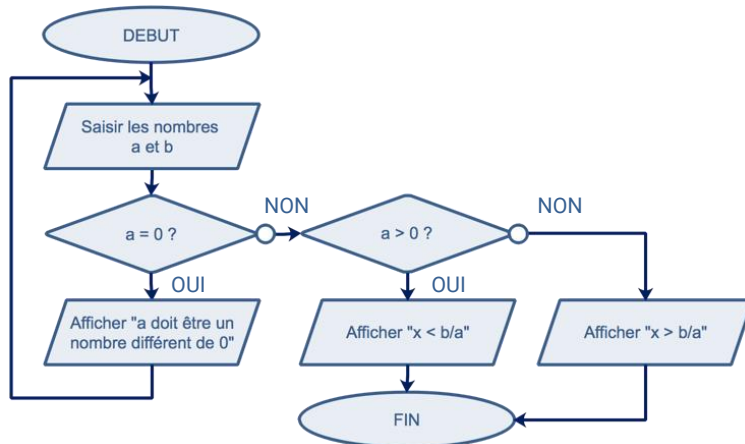 DEBUT
Saisir les nombres
a et b
a = 0 ?
NON
a > 0 ?
NON
OUI
OUI
Afficher "a doit être un
nombre différent de 0"
Afficher "x < b/a"
Afficher "x > b/a"
FIN